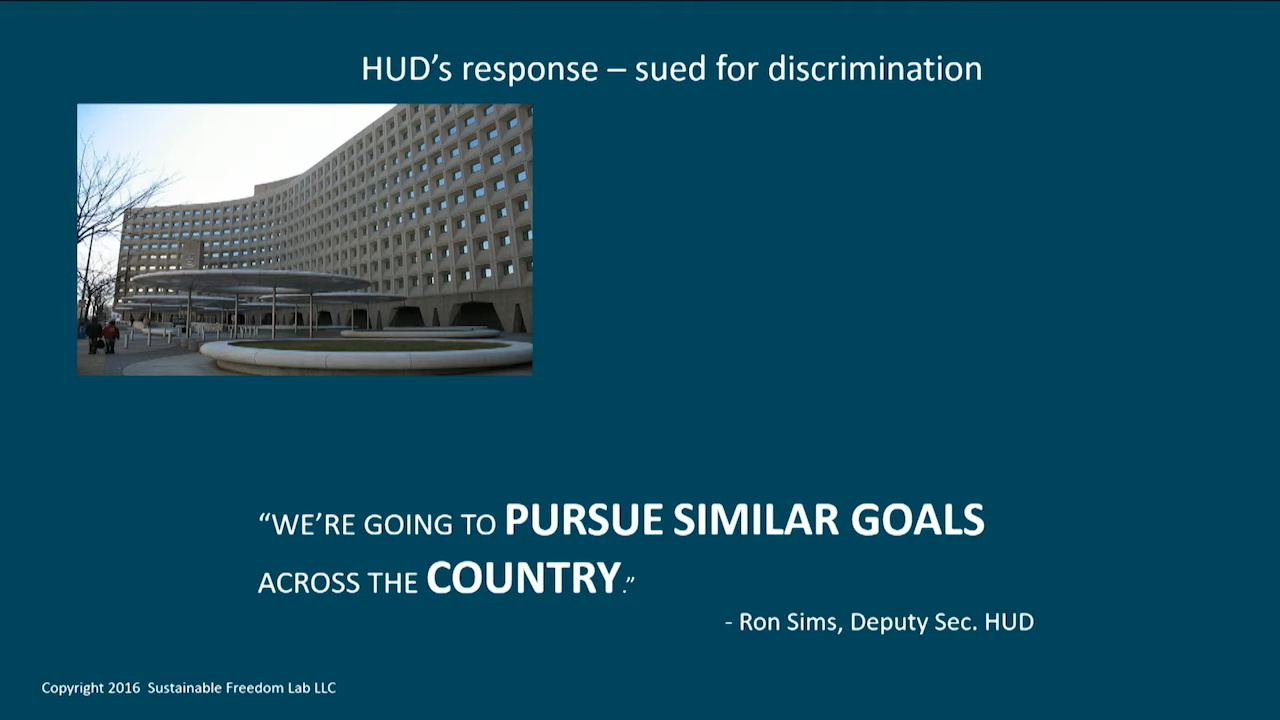 HUD’s response – sued for discrimination
“WE’RE GOING TO PURSUE SIMILAR GOALS
ACROSS THE COUNTRY.”
- Ron Sims, Deputy Sec. HUD
Copyright 2016 Sustainable Freedom Lab LLC